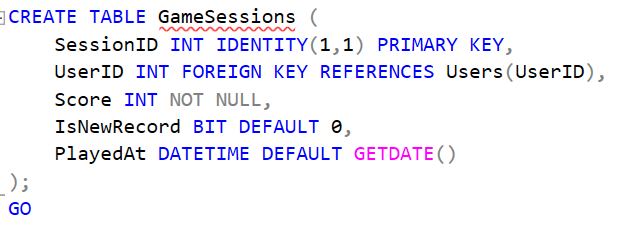 CREATE TABLE GameSessions (
    SessionID INT IDENTITY(1,1) PRIMARY KEY,
    UserID INT FOREIGN KEY REFERENCES Users(UserID),
    Score INT NOT NULL,
    IsNewRecord BIT DEFAULT 0,
    PlayedAt DATETIME DEFAULT GETDATE()
);
GO